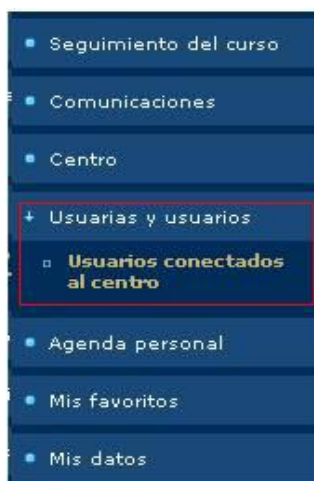 Seguimiento del curso
Comunicaciones
Centro
Usuarias y usuarios
Usuarios conectados
al centro
Agenda personal
Mis favoritos
Mis datos